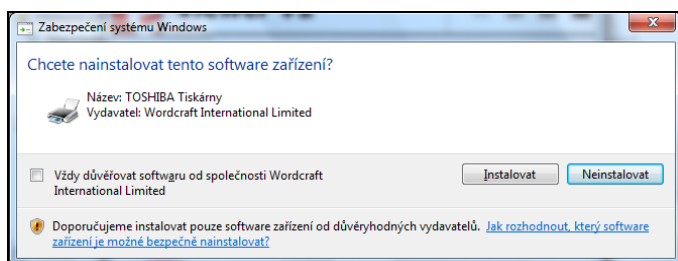 Zabezpečení systému Windows
Chcete nainstalovat tento software zařízení?
Název: TOSHIBA Tiskárny
Vydavatel: Wordcraft International Limited
Vždy důvěřovat softwaru od společnosti Wordcraft
International Limited
Instalovat
Neinstalovat
Doporučujeme instalovat pouze software zařízení od důvěryhodných vydavatelů. Jak rozhodnout, který software
zařízení je možné bezpečně nainstalovat?